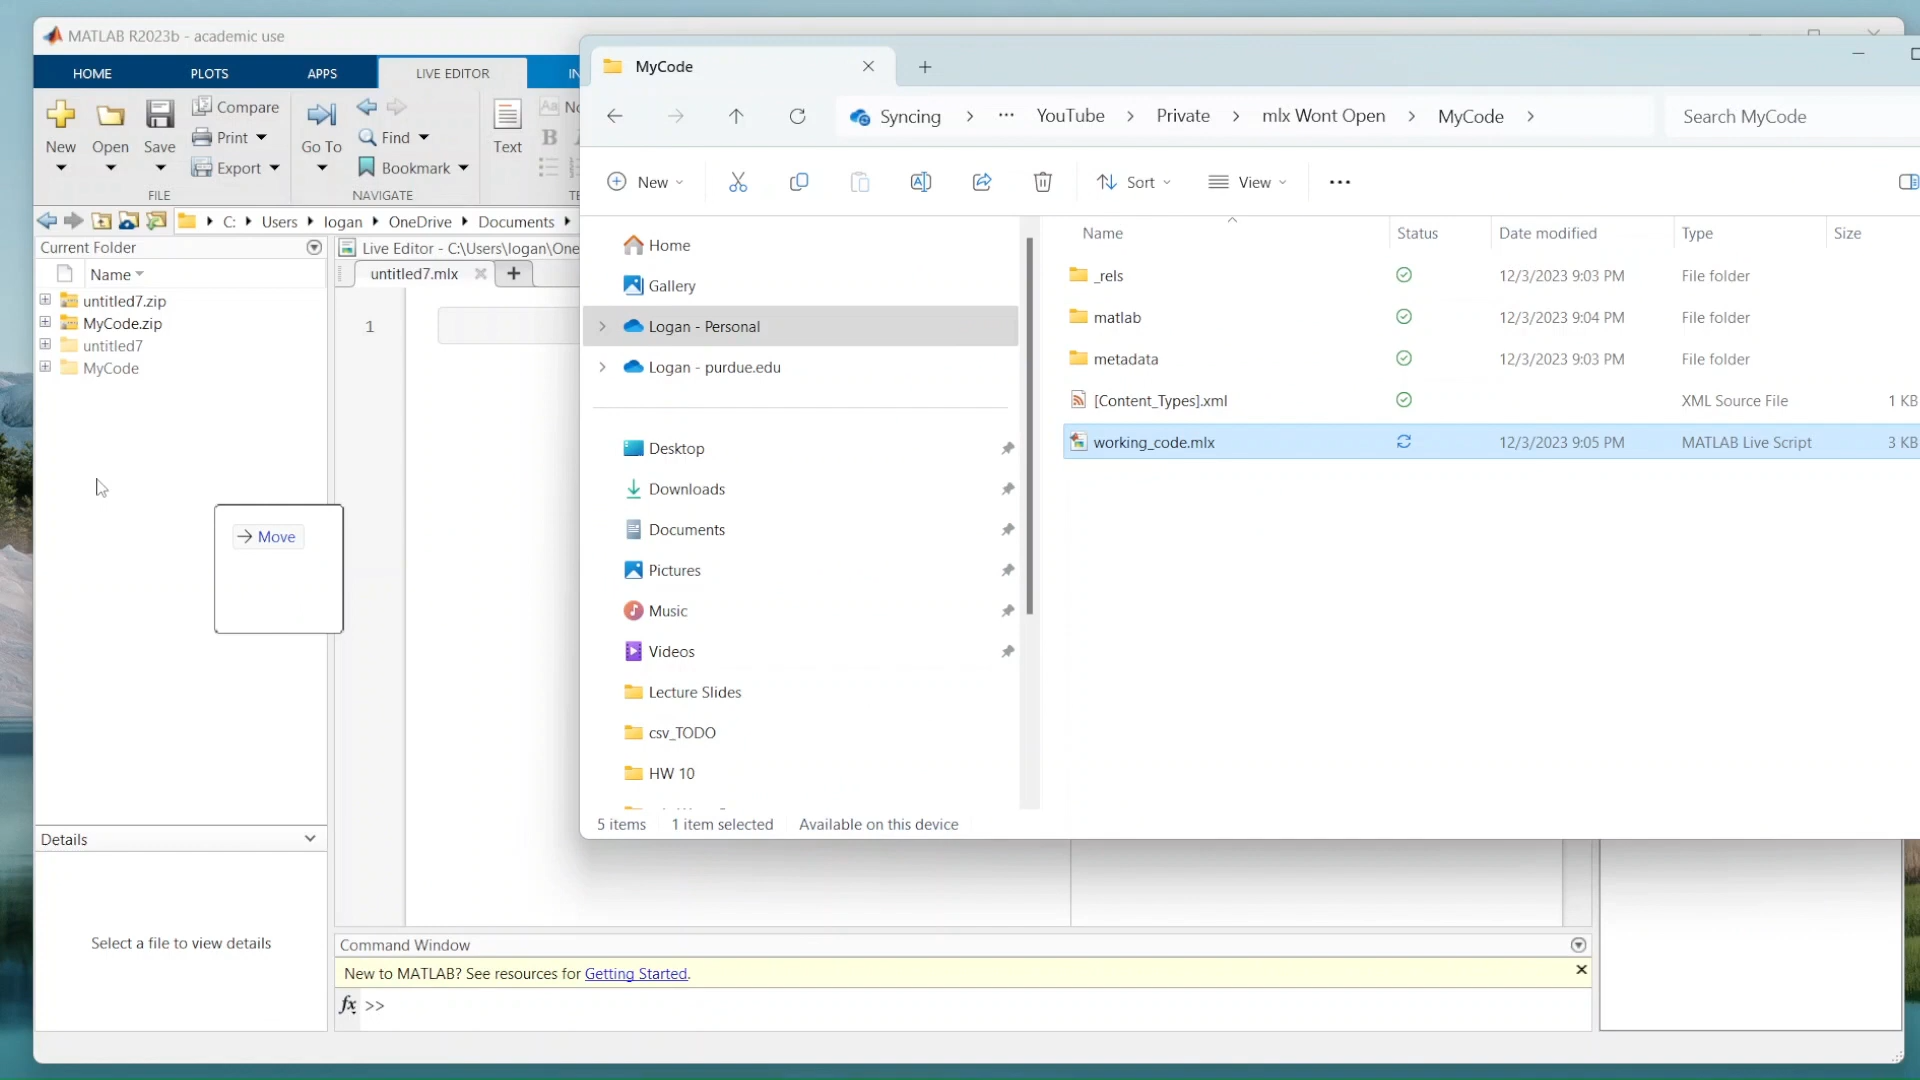 MATLAB R2023b - academic use
HOME
PLOTS
APPS
LIVE EDITOR
New
Open
Save
Compare
Print
Export
FILE
Go To
Find
Bookmark
NAVIGATE
Text
Aa
B
C:
Users
logan
OneDrive
Documents
Current Folder
Name
untitled7.zip
MyCode.zip
untitled7
MyCode
Live Editor - C:\Users\logan\One
untitled7.mlx
+
1
→ Move
Details
Select a file to view details
Command Window
New to MATLAB? See resources for Getting Started.
fx >>
MyCode
Syncing > ··· YouTube > Private > mlx Wont Open > MyCode >
Search MyCode
New
Sort
View
Home
Gallery
Logan - Personal
Logan - purdue.edu
Desktop
Downloads
Documents
Pictures
Music
Videos
Lecture Slides
csv_TODO
HW 10
Name Status Date modified Type Size
_rels 12/3/2023 9:03 PM File folder
matlab 12/3/2023 9:04 PM File folder
metadata 12/3/2023 9:03 PM File folder
[Content_Types].xml XML Source File 1 KB
working_code.mlx 12/3/2023 9:05 PM MATLAB Live Script 3 KB
5 items 1 item selected Available on this device